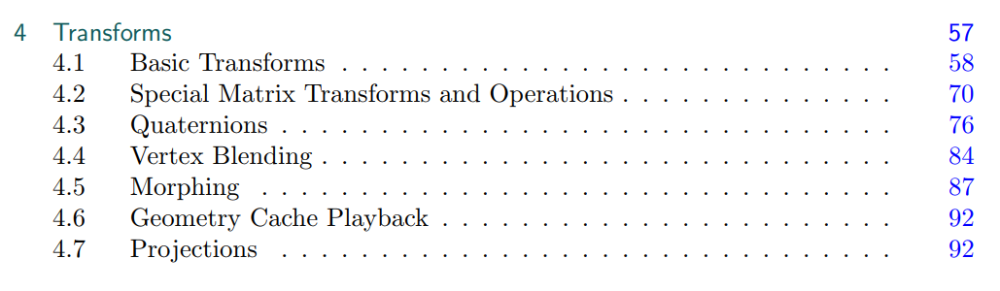 4 Transforms 57
4.1 Basic Transforms . . . . . . . . . . . . . . . . . . . . . . . . . . . . 58
4.2 Special Matrix Transforms and Operations . . . . . . . . . . . . . . 70
4.3 Quaternions . . . . . . . . . . . . . . . . . . . . . . . . . . . . . . . 76
4.4 Vertex Blending . . . . . . . . . . . . . . . . . . . . . . . . . . . . . 84
4.5 Morphing . . . . . . . . . . . . . . . . . . . . . . . . . . . . . . . . 87
4.6 Geometry Cache Playback . . . . . . . . . . . . . . . . . . . . . . . 92
4.7 Projections . . . . . . . . . . . . . . . . . . . . . . . . . . . . . . . 92